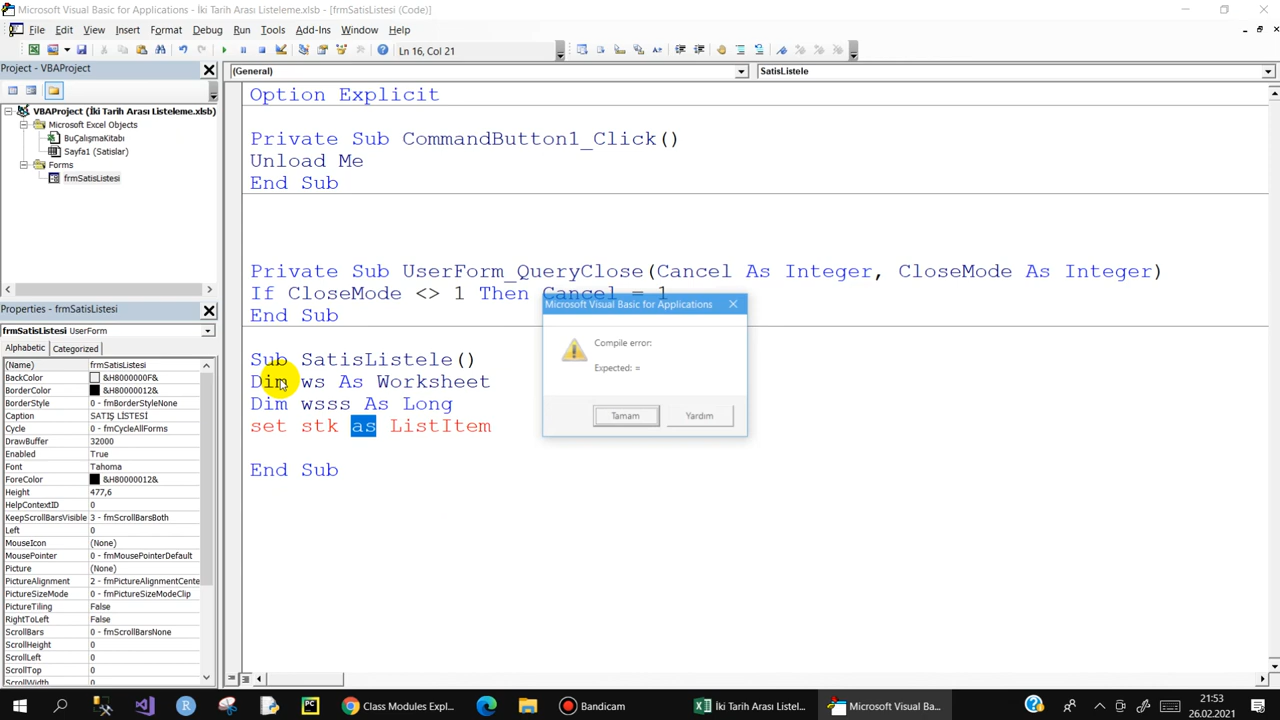 Microsoft Visual Basic for Applications - İki Tarih Arası Listeleme.xlsb - [frmSatisListesi (Code)]
File Edit View Insert Format Debug Run Tools Add-Ins Window Help
Ln 16, Col 21
Project - VBAProject
(General)
SatisListele
VBAProject (İki Tarih Arası Listeleme.xlsb)
Microsoft Excel Objects
BuÇalışmaKitabı
Sayfa1 (Satislar)
Forms
frmSatisListesi
Option Explicit
Private Sub CommandButton1_Click()
Unload Me
End Sub
Private Sub UserForm_QueryClose(Cancel As Integer, CloseMode As Integer)
If CloseMode <> 1 Then Cancel = 1
End Sub
Sub SatisListele()
Dim ws As Worksheet
Dim wsss As Long
set stk as ListItem
End Sub
Microsoft Visual Basic for Applications
Compile error:
Expected: =
Tamam
Yardım
Properties - frmSatisListesi
frmSatisListesi UserForm
Alphabetic Categorized
(Name) frmSatisListesi
BackColor &H8000000F&
BorderColor &H80000012&
BorderStyle 0 - fmBorderStyleNone
Caption SATIŞ LİSTESİ
Cycle 0 - fmCycleAllForms
DrawBuffer 32000
Enabled True
Font Tahoma
ForeColor &H80000012&
Height 477,6
HelpContextID 0
KeepScrollBarsVisible 3 - fmScrollBarsBoth
Left 0
MouseIcon (None)
MousePointer 0 - fmMousePointerDefault
Picture (None)
PictureAlignment 2 - fmPictureAlignmentCente
PictureSizeMode 0 - fmPictureSizeModeClip
PictureTiling False
RightToLeft False
ScrollBars 0 - fmScrollBarsNone
ScrollHeight 0
ScrollLeft 0
ScrollTop 0
ScrollWidth 0
Class Modules Expl...
Bandicam
İki Tarih Arası Listel...
Microsoft Visual Ba...
21:53
26.02.2021